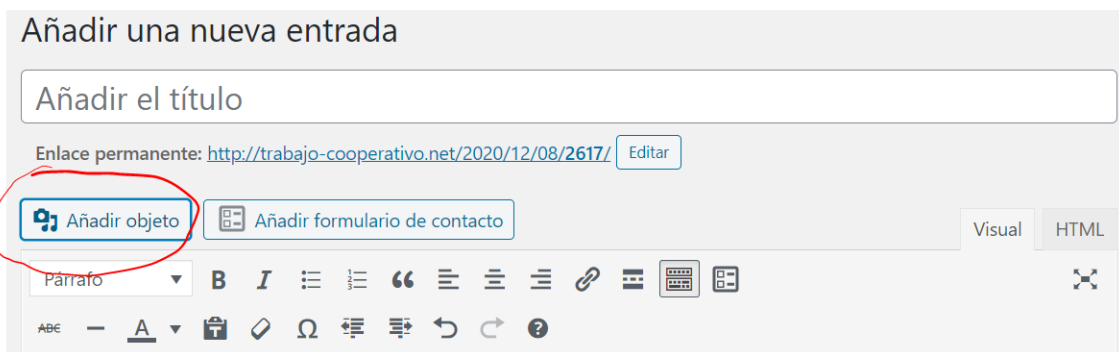 Añadir una nueva entrada
Añadir el título
Enlace permanente: http://trabajo-cooperativo.net/2020/12/08/2617/ Editar
Añadir objeto Añadir formulario de contacto Visual HTML
Párrafo B I
ABC A Ω